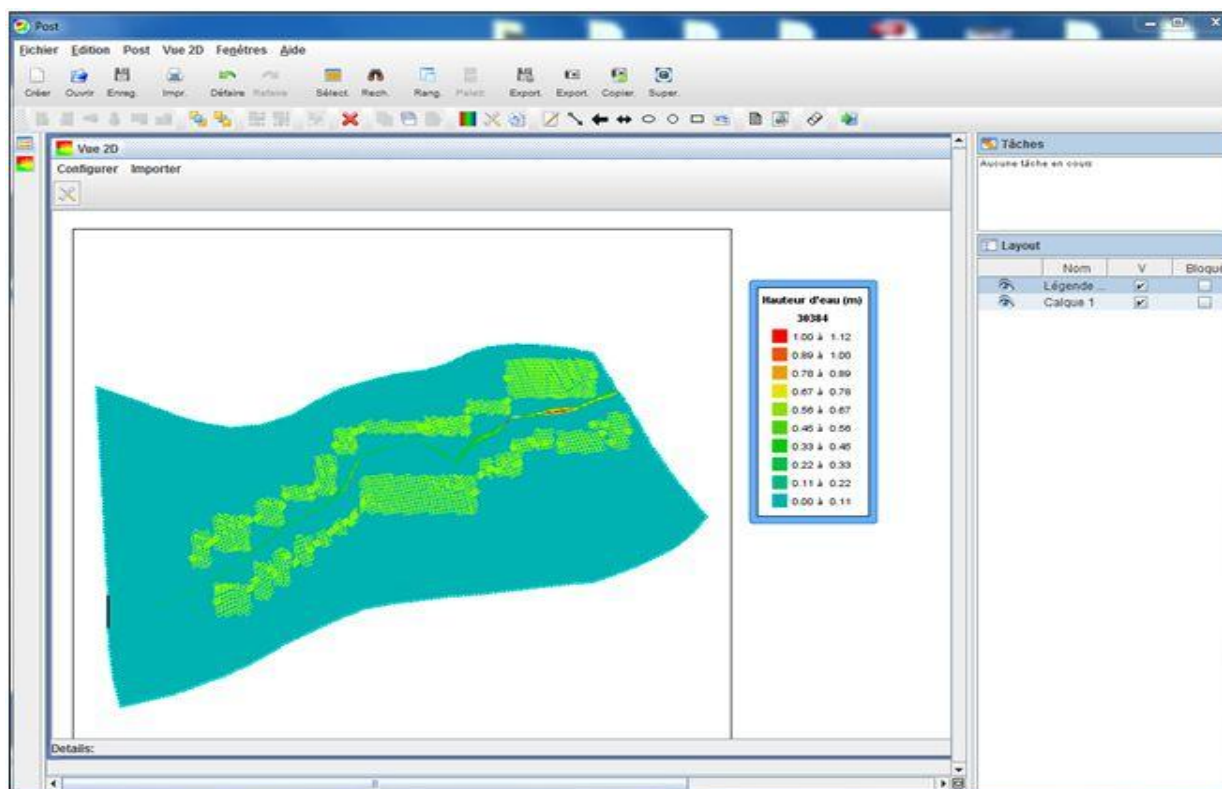 Post
Fichier Edition Post Vue 2D Fenêtres Aide
Créer Ouvrir Enreg. Impr. Défaire Refaire Sélect. Rech. Rang. Palett. Export. Export. Copier. Super.
Vue 2D
Configurer Importer
Hauteur d'eau (m)
30384
1.00 à 1.12
0.89 à 1.00
0.78 à 0.89
0.67 à 0.78
0.56 à 0.67
0.45 à 0.56
0.33 à 0.45
0.22 à 0.33
0.11 à 0.22
0.00 à 0.11
Details:
Tâches
Aucune tâche en cours
Layout
Nom V Bloqué
Légende ...
Calque 1